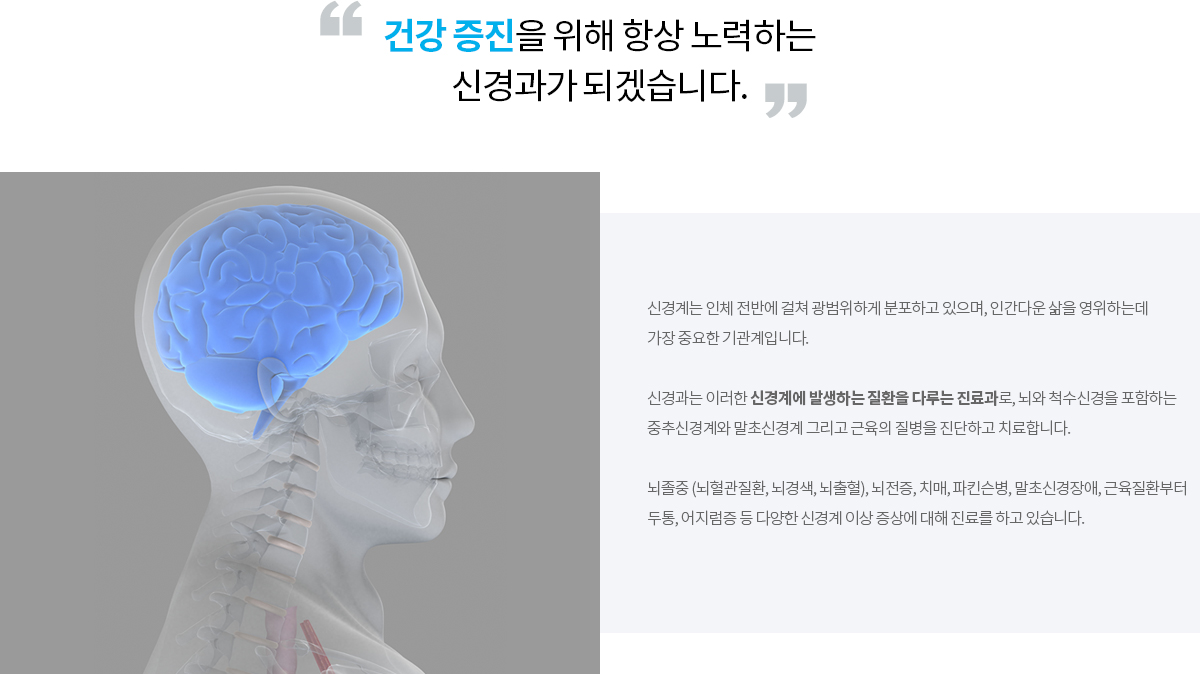 “건강 증진을 위해 항상 노력하는
신경과가 되겠습니다.”
신경계는 인체 전반에 걸쳐 광범위하게 분포하고 있으며, 인간다운 삶을 영위하는데
가장 중요한 기관계입니다.
신경과는 이러한 신경계에 발생하는 질환을 다루는 진료과로, 뇌와 척수신경을 포함하는
중추신경계와 말초신경계 그리고 근육의 질병을 진단하고 치료합니다.
뇌졸중 (뇌혈관질환, 뇌경색, 뇌출혈), 뇌전증, 치매, 파킨슨병, 말초신경장애, 근육질환부터
두통, 어지럼증 등 다양한 신경계 이상 증상에 대해 진료를 하고 있습니다.